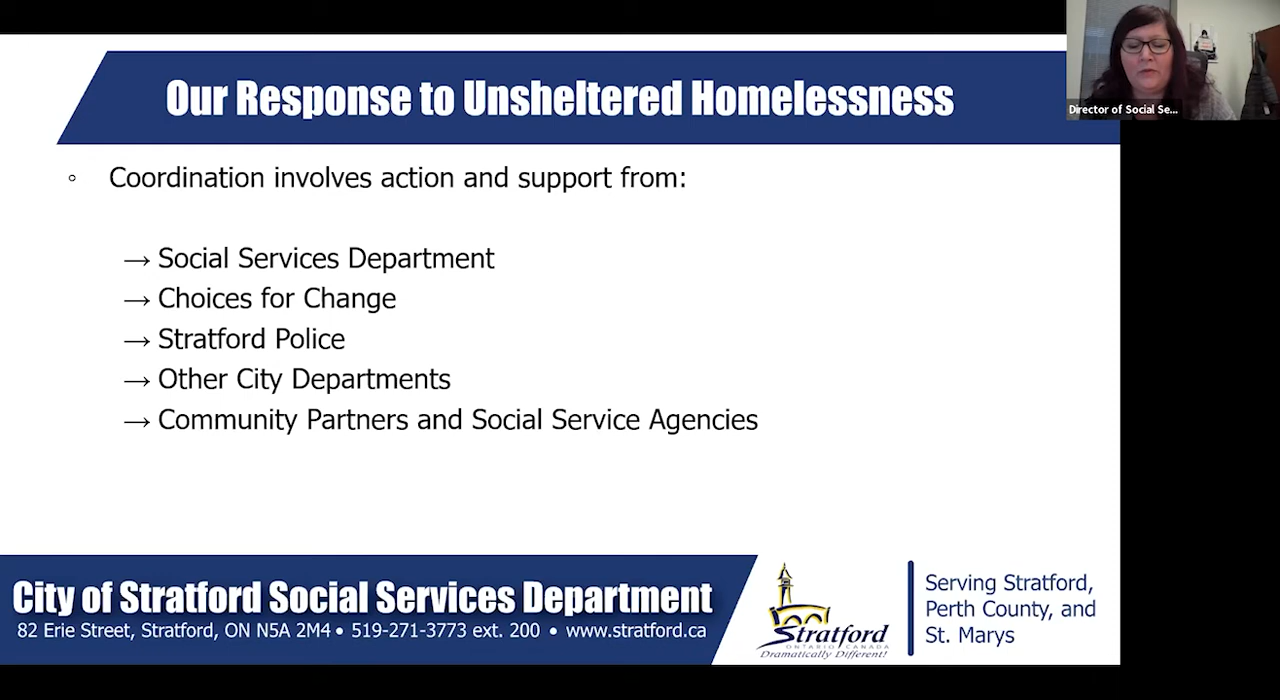 Our Response to Unsheltered Homelessness
Director of Social Se...
◦ Coordination involves action and support from:
→ Social Services Department
→ Choices for Change
→ Stratford Police
→ Other City Departments
→ Community Partners and Social Service Agencies
City of Stratford Social Services Department
82 Erie Street, Stratford, ON N5A 2M4 • 519-271-3773 ext. 200 • www.stratford.ca
Stratford
ONTARIO CANADA
Dramatically Different!
Serving Stratford,
Perth County, and
St. Marys